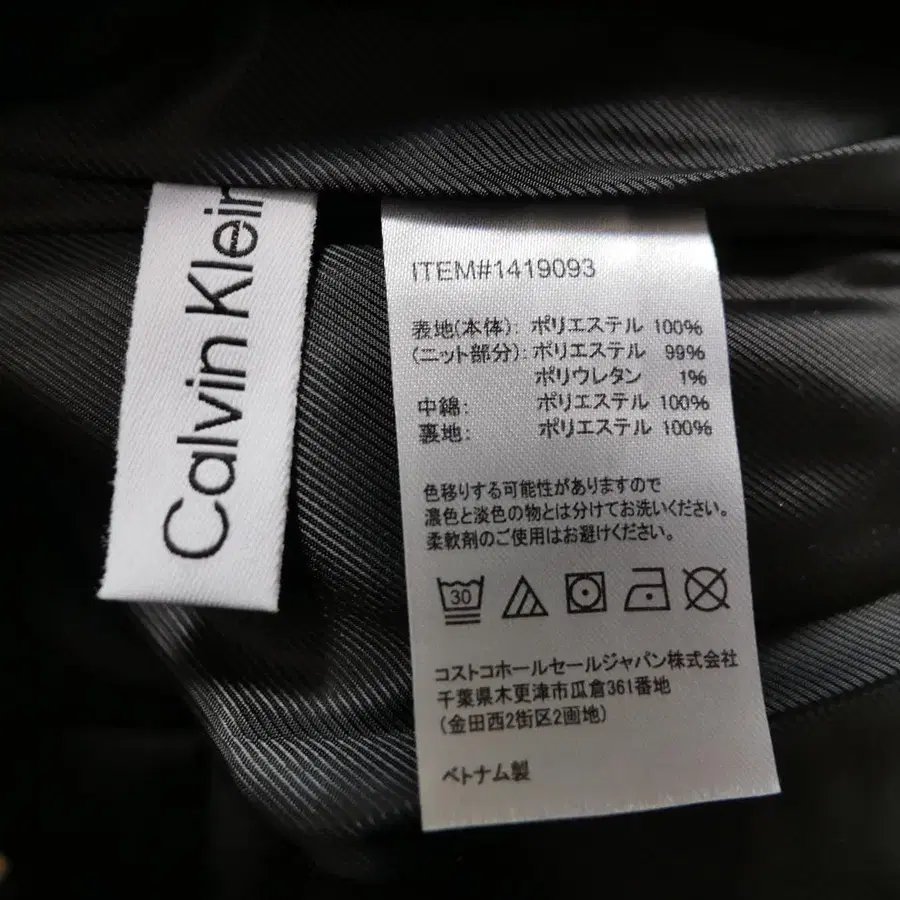 Calvin Klein
ITEM#1419093
表地(本体): ポリエステル 100%
(ニット部分): ポリエステル 99%
ポリウレタン 1%
中綿: ポリエステル 100%
裏地: ポリエステル 100%
色移りする可能性がありますので
濃色と淡色の物とは分けてお洗いください。
柔軟剤のご使用はお避けください。
30
コストコホールセールジャパン株式会社
千葉県木更津市瓜倉361番地
(金田西2街区2画地)
ベトナム製